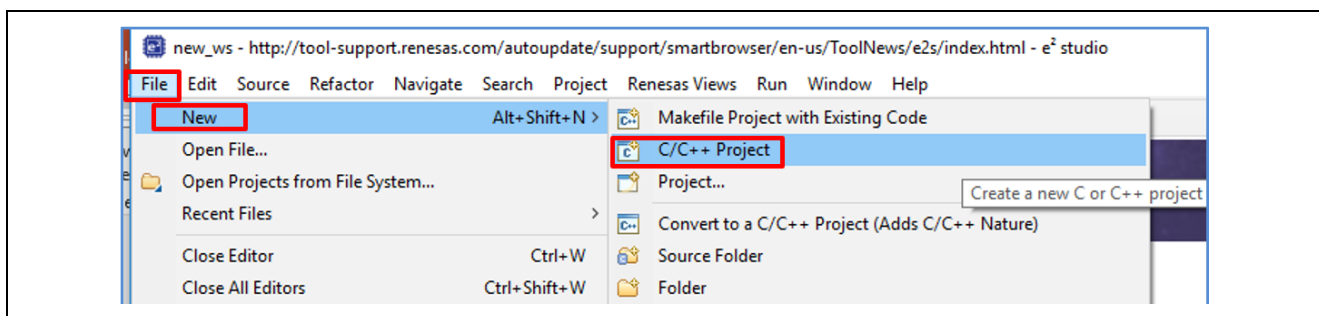 new_ws - http://tool-support.renesas.com/autoupdate/support/smartbrowser/en-us/ToolNews/e2s/index.html - e² studio
File Edit Source Refactor Navigate Search Project Renesas Views Run Window Help
New Alt+Shift+N >
Open File...
Open Projects from File System...
Recent Files >
Close Editor Ctrl+W
Close All Editors Ctrl+Shift+W
Makefile Project with Existing Code
C/C++ Project
Project...
Create a new C or C++ project
Convert to a C/C++ Project (Adds C/C++ Nature)
Source Folder
Folder